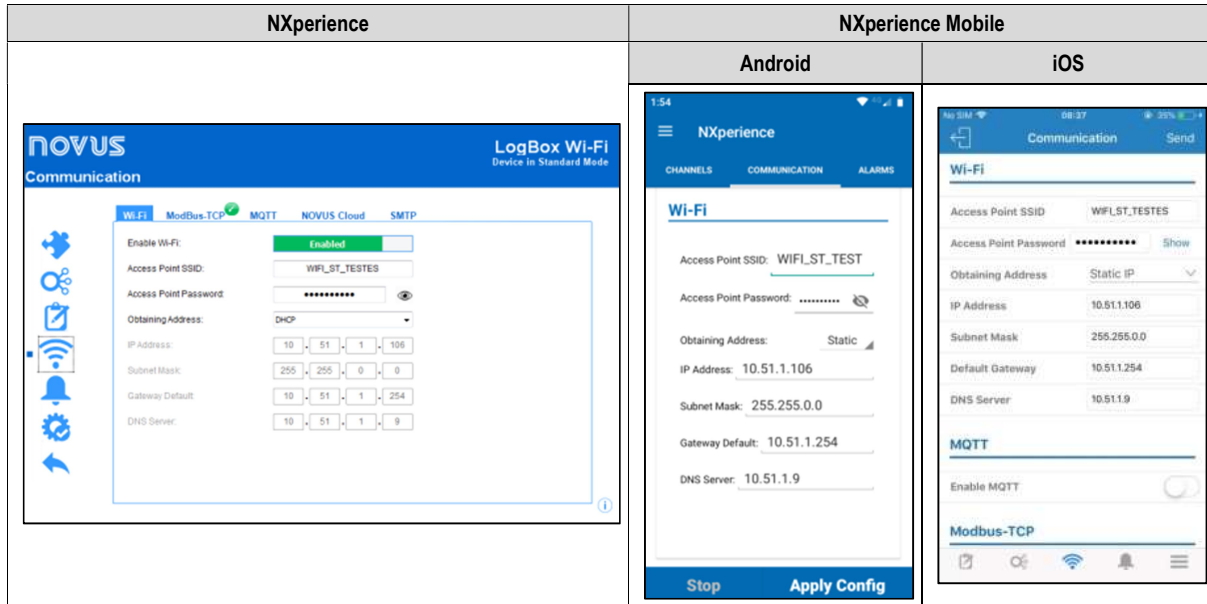 NXperience
NXperience Mobile
Android
iOS
NOVUS
LogBox Wi-Fi
Device in Standard Mode
Communication
Wi-Fi ModBus-TCP MQTT NOVUS Cloud SMTP
Enable Wi-Fi: Enabled
Access Point SSID: WIFI_ST_TESTES
Access Point Password: ••••••••••
Obtaining Address: DHCP
IP Address: 10 . 51 . 1 . 106
Subnet Mask: 255 . 255 . 0 . 0
Gateway Default 10 . 51 . 1 . 254
DNS Server: 10 . 51 . 1 . 9
1:54 4G
NXperience
CHANNELS COMMUNICATION ALARMS
Wi-Fi
Access Point SSID: WIFI_ST_TEST
Access Point Password: ..........
Obtaining Address: Static
IP Address: 10.51.1.106
Subnet Mask: 255.255.0.0
Gateway Default: 10.51.1.254
DNS Server: 10.51.1.9
Stop Apply Config
No SIM 08:37 35%
Communication Send
Wi-Fi
Access Point SSID WIFI_ST_TESTES
Access Point Password •••••••••• Show
Obtaining Address Static IP
IP Address 10.51.1.106
Subnet Mask 255.255.0.0
Default Gateway 10.51.1.254
DNS Server 10.51.1.9
MQTT
Enable MQTT
Modbus-TCP